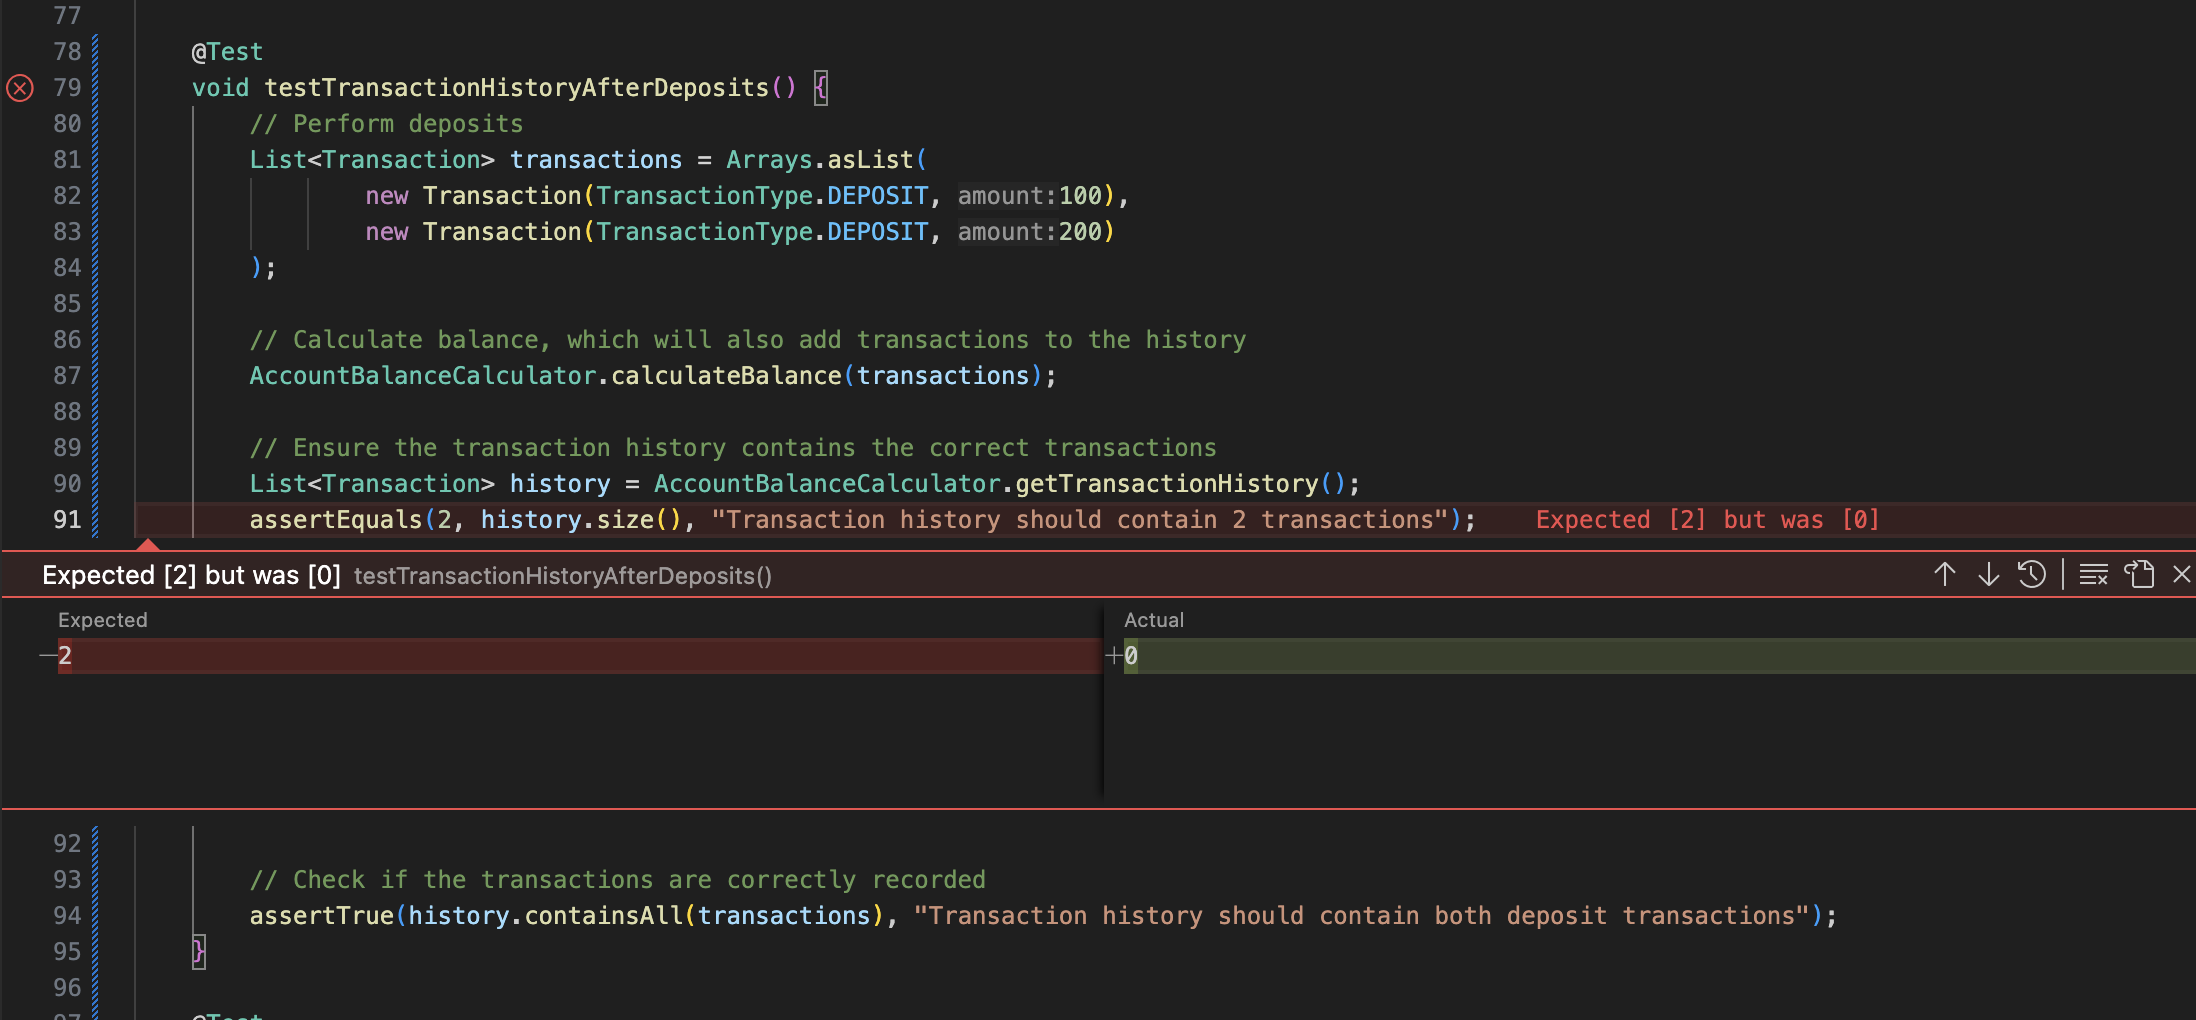 77
78 @Test
79 void testTransactionHistoryAfterDeposits() {
80 // Perform deposits
81 List<Transaction> transactions = Arrays.asList(
82 new Transaction(TransactionType.DEPOSIT, amount:100),
83 new Transaction(TransactionType.DEPOSIT, amount:200)
84 );
85
86 // Calculate balance, which will also add transactions to the history
87 AccountBalanceCalculator.calculateBalance(transactions);
88
89 // Ensure the transaction history contains the correct transactions
90 List<Transaction> history = AccountBalanceCalculator.getTransactionHistory();
91 assertEquals(2, history.size(), "Transaction history should contain 2 transactions"); Expected [2] but was [0]
Expected [2] but was [0] testTransactionHistoryAfterDeposits()
Expected Actual
—2 +0
92
93 // Check if the transactions are correctly recorded
94 assertTrue(history.containsAll(transactions), "Transaction history should contain both deposit transactions");
95 }
96
97 @Test